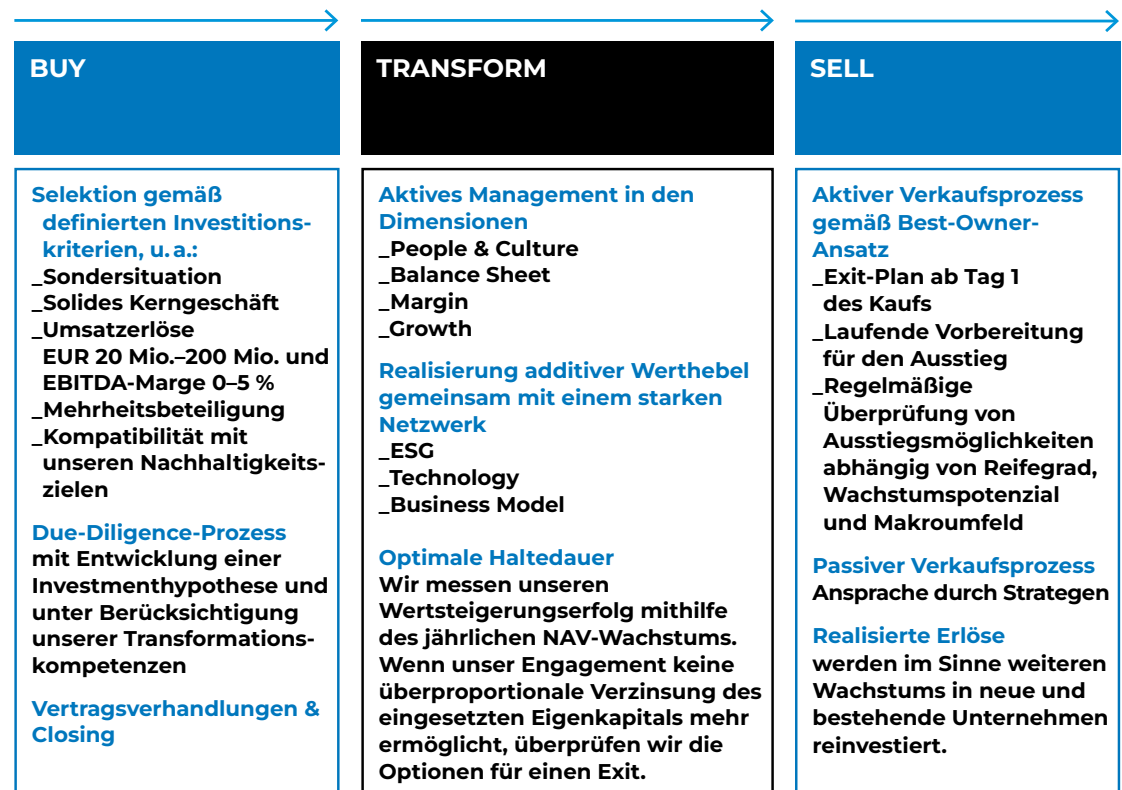 BUY
Selektion gemäß
definierten Investitions-
kriterien, u. a.:
_Sondersituation
_Solides Kerngeschäft
_Umsatzerlöse
EUR 20 Mio.–200 Mio. und
EBITDA-Marge 0–5 %
_Mehrheitsbeteiligung
_Kompatibilität mit
unseren Nachhaltigkeits-
zielen
Due-Diligence-Prozess
mit Entwicklung einer
Investmenthypothese und
unter Berücksichtigung
unserer Transformations-
kompetenzen
Vertragsverhandlungen &
Closing
TRANSFORM
Aktives Management in den
Dimensionen
_People & Culture
_Balance Sheet
_Margin
_Growth
Realisierung additiver Werthebel
gemeinsam mit einem starken
Netzwerk
_ESG
_Technology
_Business Model
Optimale Haltedauer
Wir messen unseren
Wertsteigerungserfolg mithilfe
des jährlichen NAV-Wachstums.
Wenn unser Engagement keine
überproportionale Verzinsung des
eingesetzten Eigenkapitals mehr
ermöglicht, überprüfen wir die
Optionen für einen Exit.
SELL
Aktiver Verkaufsprozess
gemäß Best-Owner-
Ansatz
_Exit-Plan ab Tag 1
des Kaufs
_Laufende Vorbereitung
für den Ausstieg
_Regelmäßige
Überprüfung von
Ausstiegsmöglichkeiten
abhängig von Reifegrad,
Wachstumspotenzial
und Makroumfeld
Passiver Verkaufsprozess
Ansprache durch Strategen
Realisierte Erlöse
werden im Sinne weiteren
Wachstums in neue und
bestehende Unternehmen
reinvestiert.